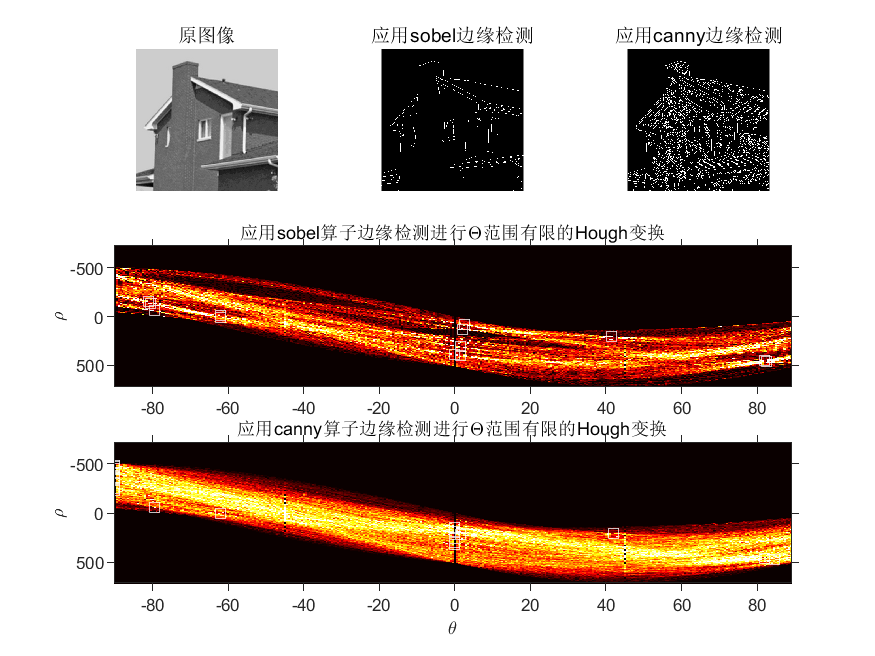 原图像
应用sobel边缘检测
应用canny边缘检测
应用sobel算子边缘检测进行Θ范围有限的Hough变换
-500
0
500
ρ
-80 -60 -40 -20 0 20 40 60 80
应用canny算子边缘检测进行Θ范围有限的Hough变换
-500
0
500
ρ
-80 -60 -40 -20 0 20 40 60 80
θ